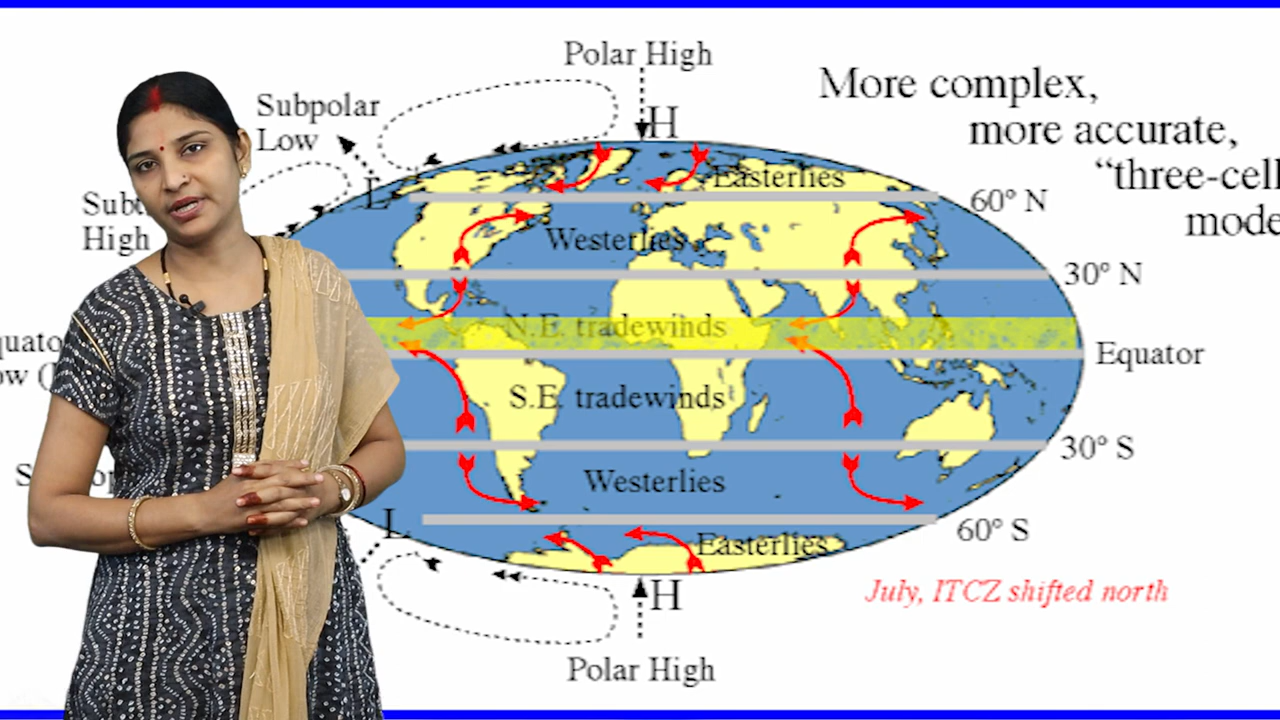 Polar High
H
More complex,
more accurate,
“three-cell
Subpolar
Low
L
Easterlies
60° N
High
Westerlies
30° N
N.E. tradewinds
Equator
S.E. tradewinds
30° S
Westerlies
L
60° S
Easterlies
July, ITCZ shifted north
H
Polar High